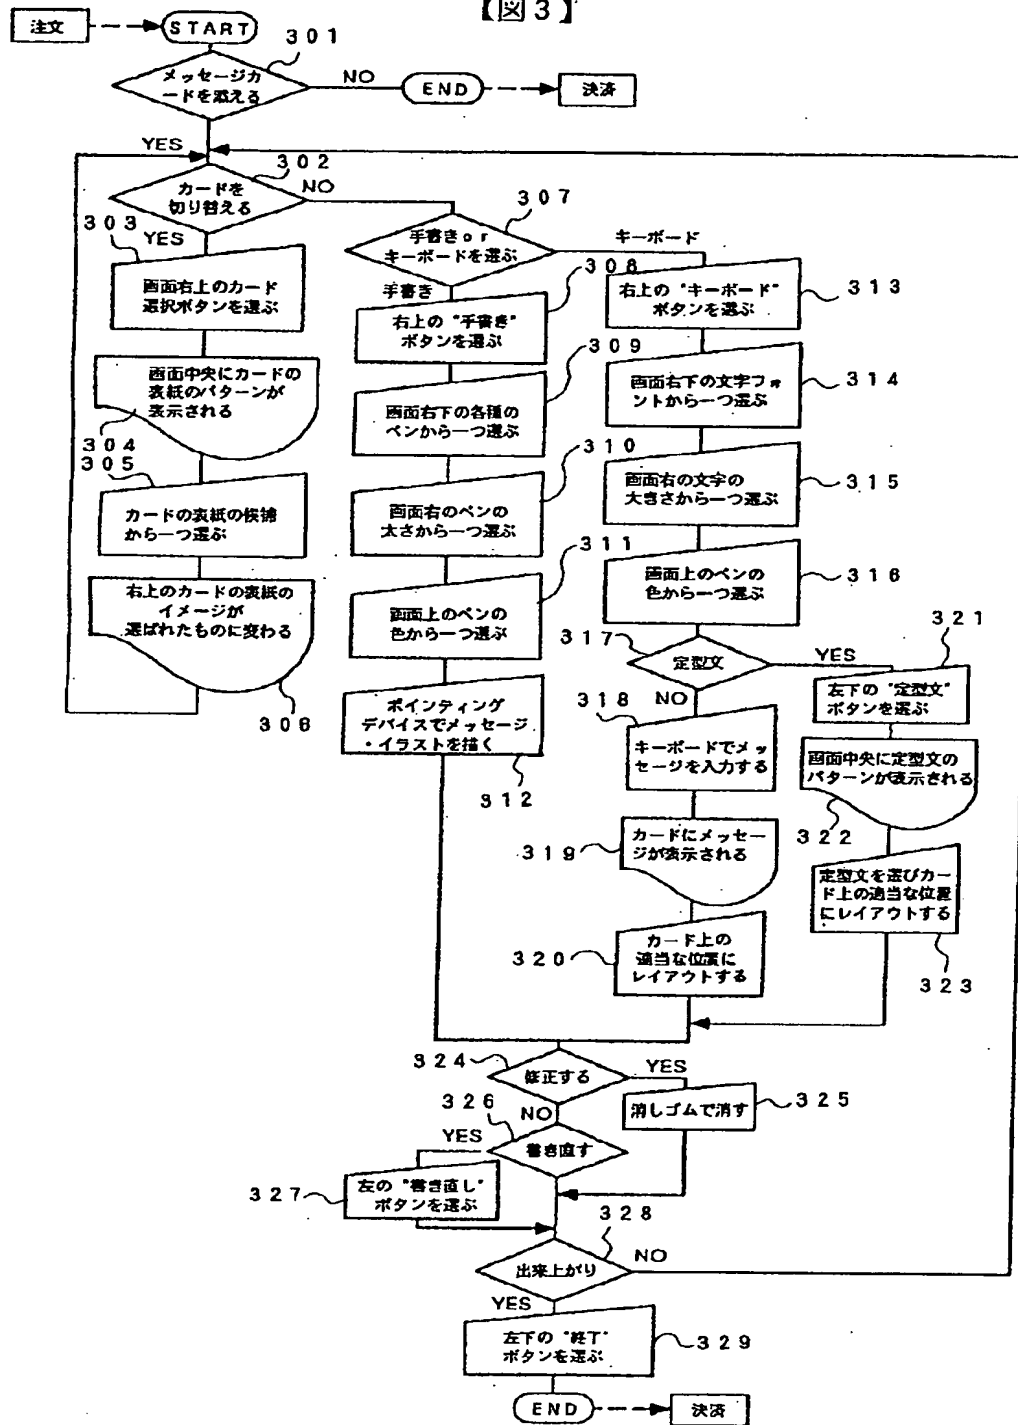 【図3】
注文
START
301
メッセージカ
ードを添える
NO
END
決済
YES
302
カードを
切り替える
NO
303
YES
画面右上のカード
選択ボタンを選ぶ
画面中央にカードの
表紙のパターンが
表示される
304
305
カードの表紙の候補
から一つ選ぶ
右上のカードの表紙の
イメージが
選ばれたものに変わる
306
307
手書きor
キーボードを選ぶ
キーボード
手書き
308
右上の"手書き"
ボタンを選ぶ
309
画面右下の各種の
ペンから一つ選ぶ
310
画面右のペンの
太さから一つ選ぶ
311
画面上のペンの
色から一つ選ぶ
ポインティング
デバイスでメッセージ
・イラストを描く
312
右上の"キーボード"
ボタンを選ぶ
313
画面右下の文字フォ
ントから一つ選ぶ
314
画面右の文字の
大きさから一つ選ぶ
315
画面上のペンの
色から一つ選ぶ
316
317
定型文
YES
NO
318
キーボードでメッ
セージを入力する
319
カードにメッセー
ジが表示される
320
カード上の
適当な位置に
レイアウトする
321
左下の"定型文"
ボタンを選ぶ
画面中央に定型文の
パターンが表示される
322
定型文を選びカー
ド上の適当な位置
にレイアウトする
323
324
修正する
YES
消しゴムで消す
325
326
NO
YES
書き直す
327
左の"書き直し"
ボタンを選ぶ
328
出来上がり
NO
YES
左下の"終了"
ボタンを選ぶ
329
END
決済